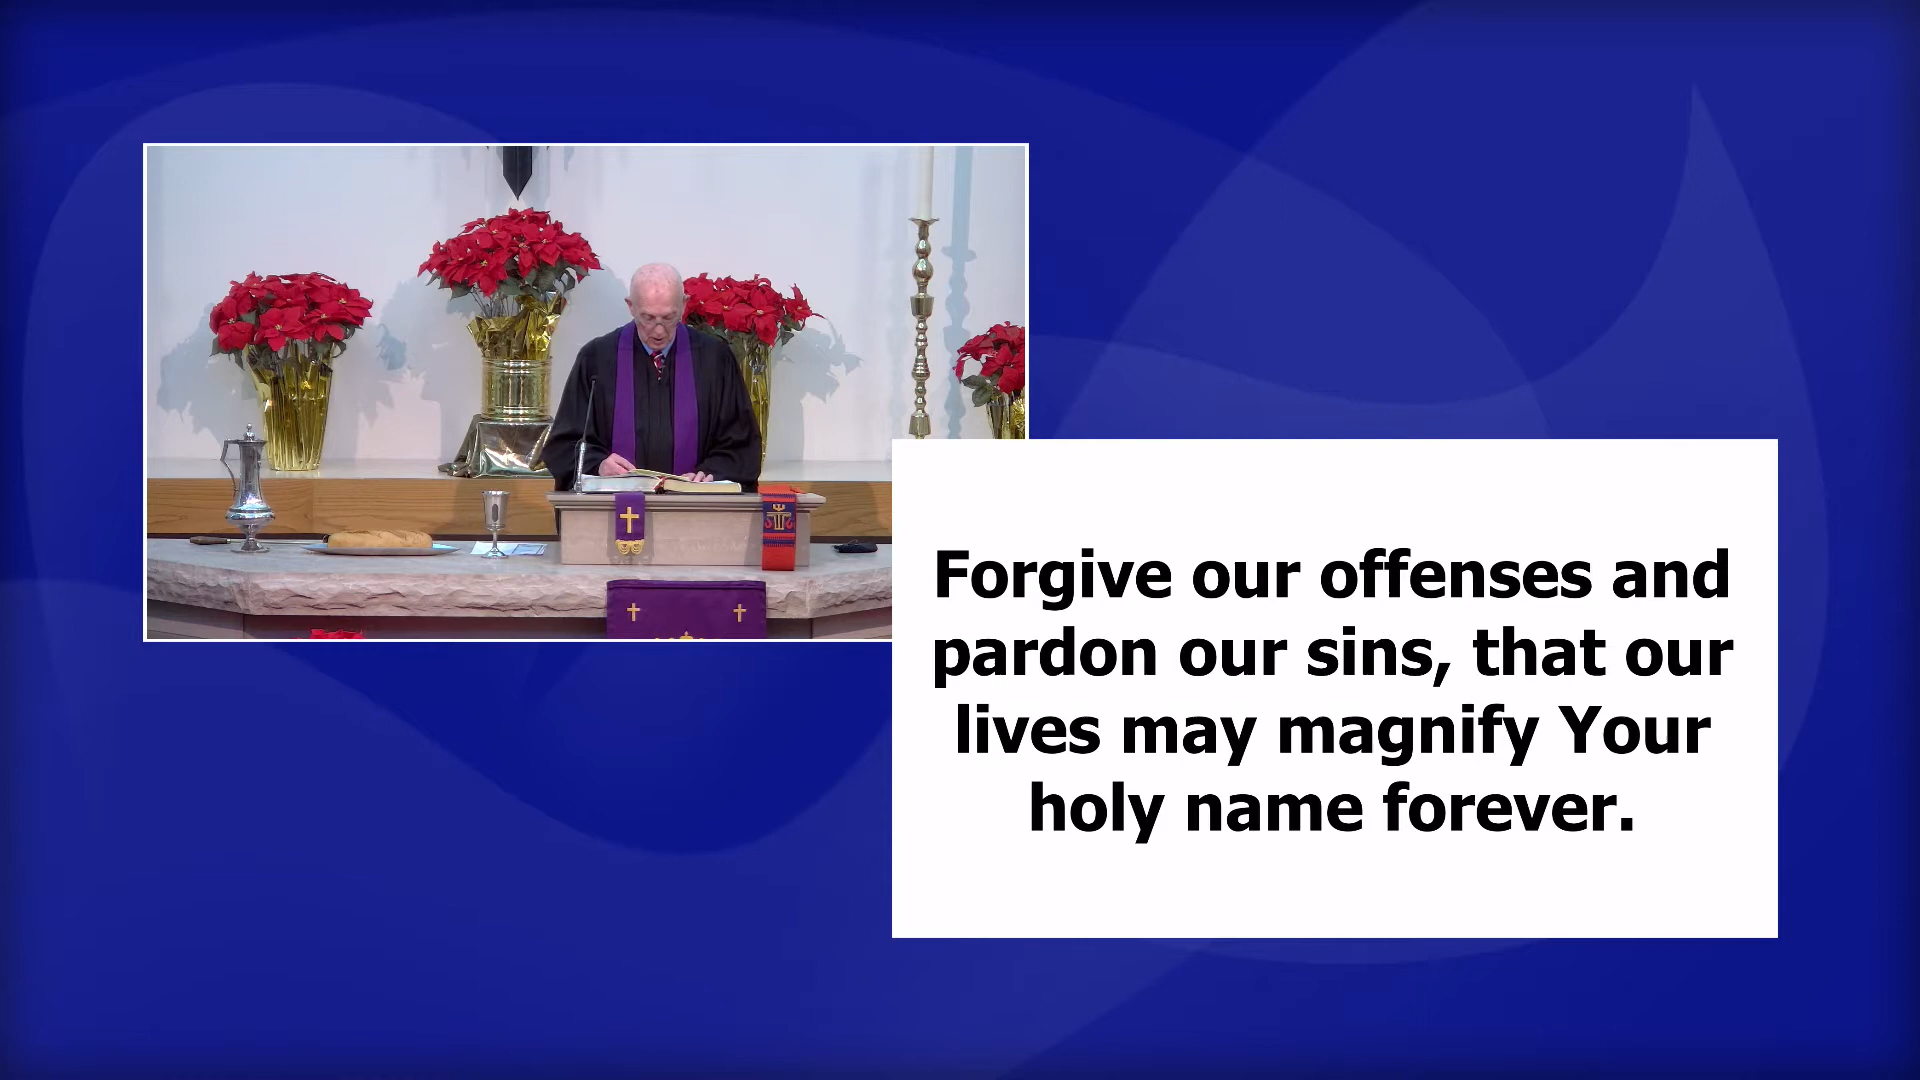 Forgive our offenses and
pardon our sins, that our
lives may magnify Your
holy name forever.